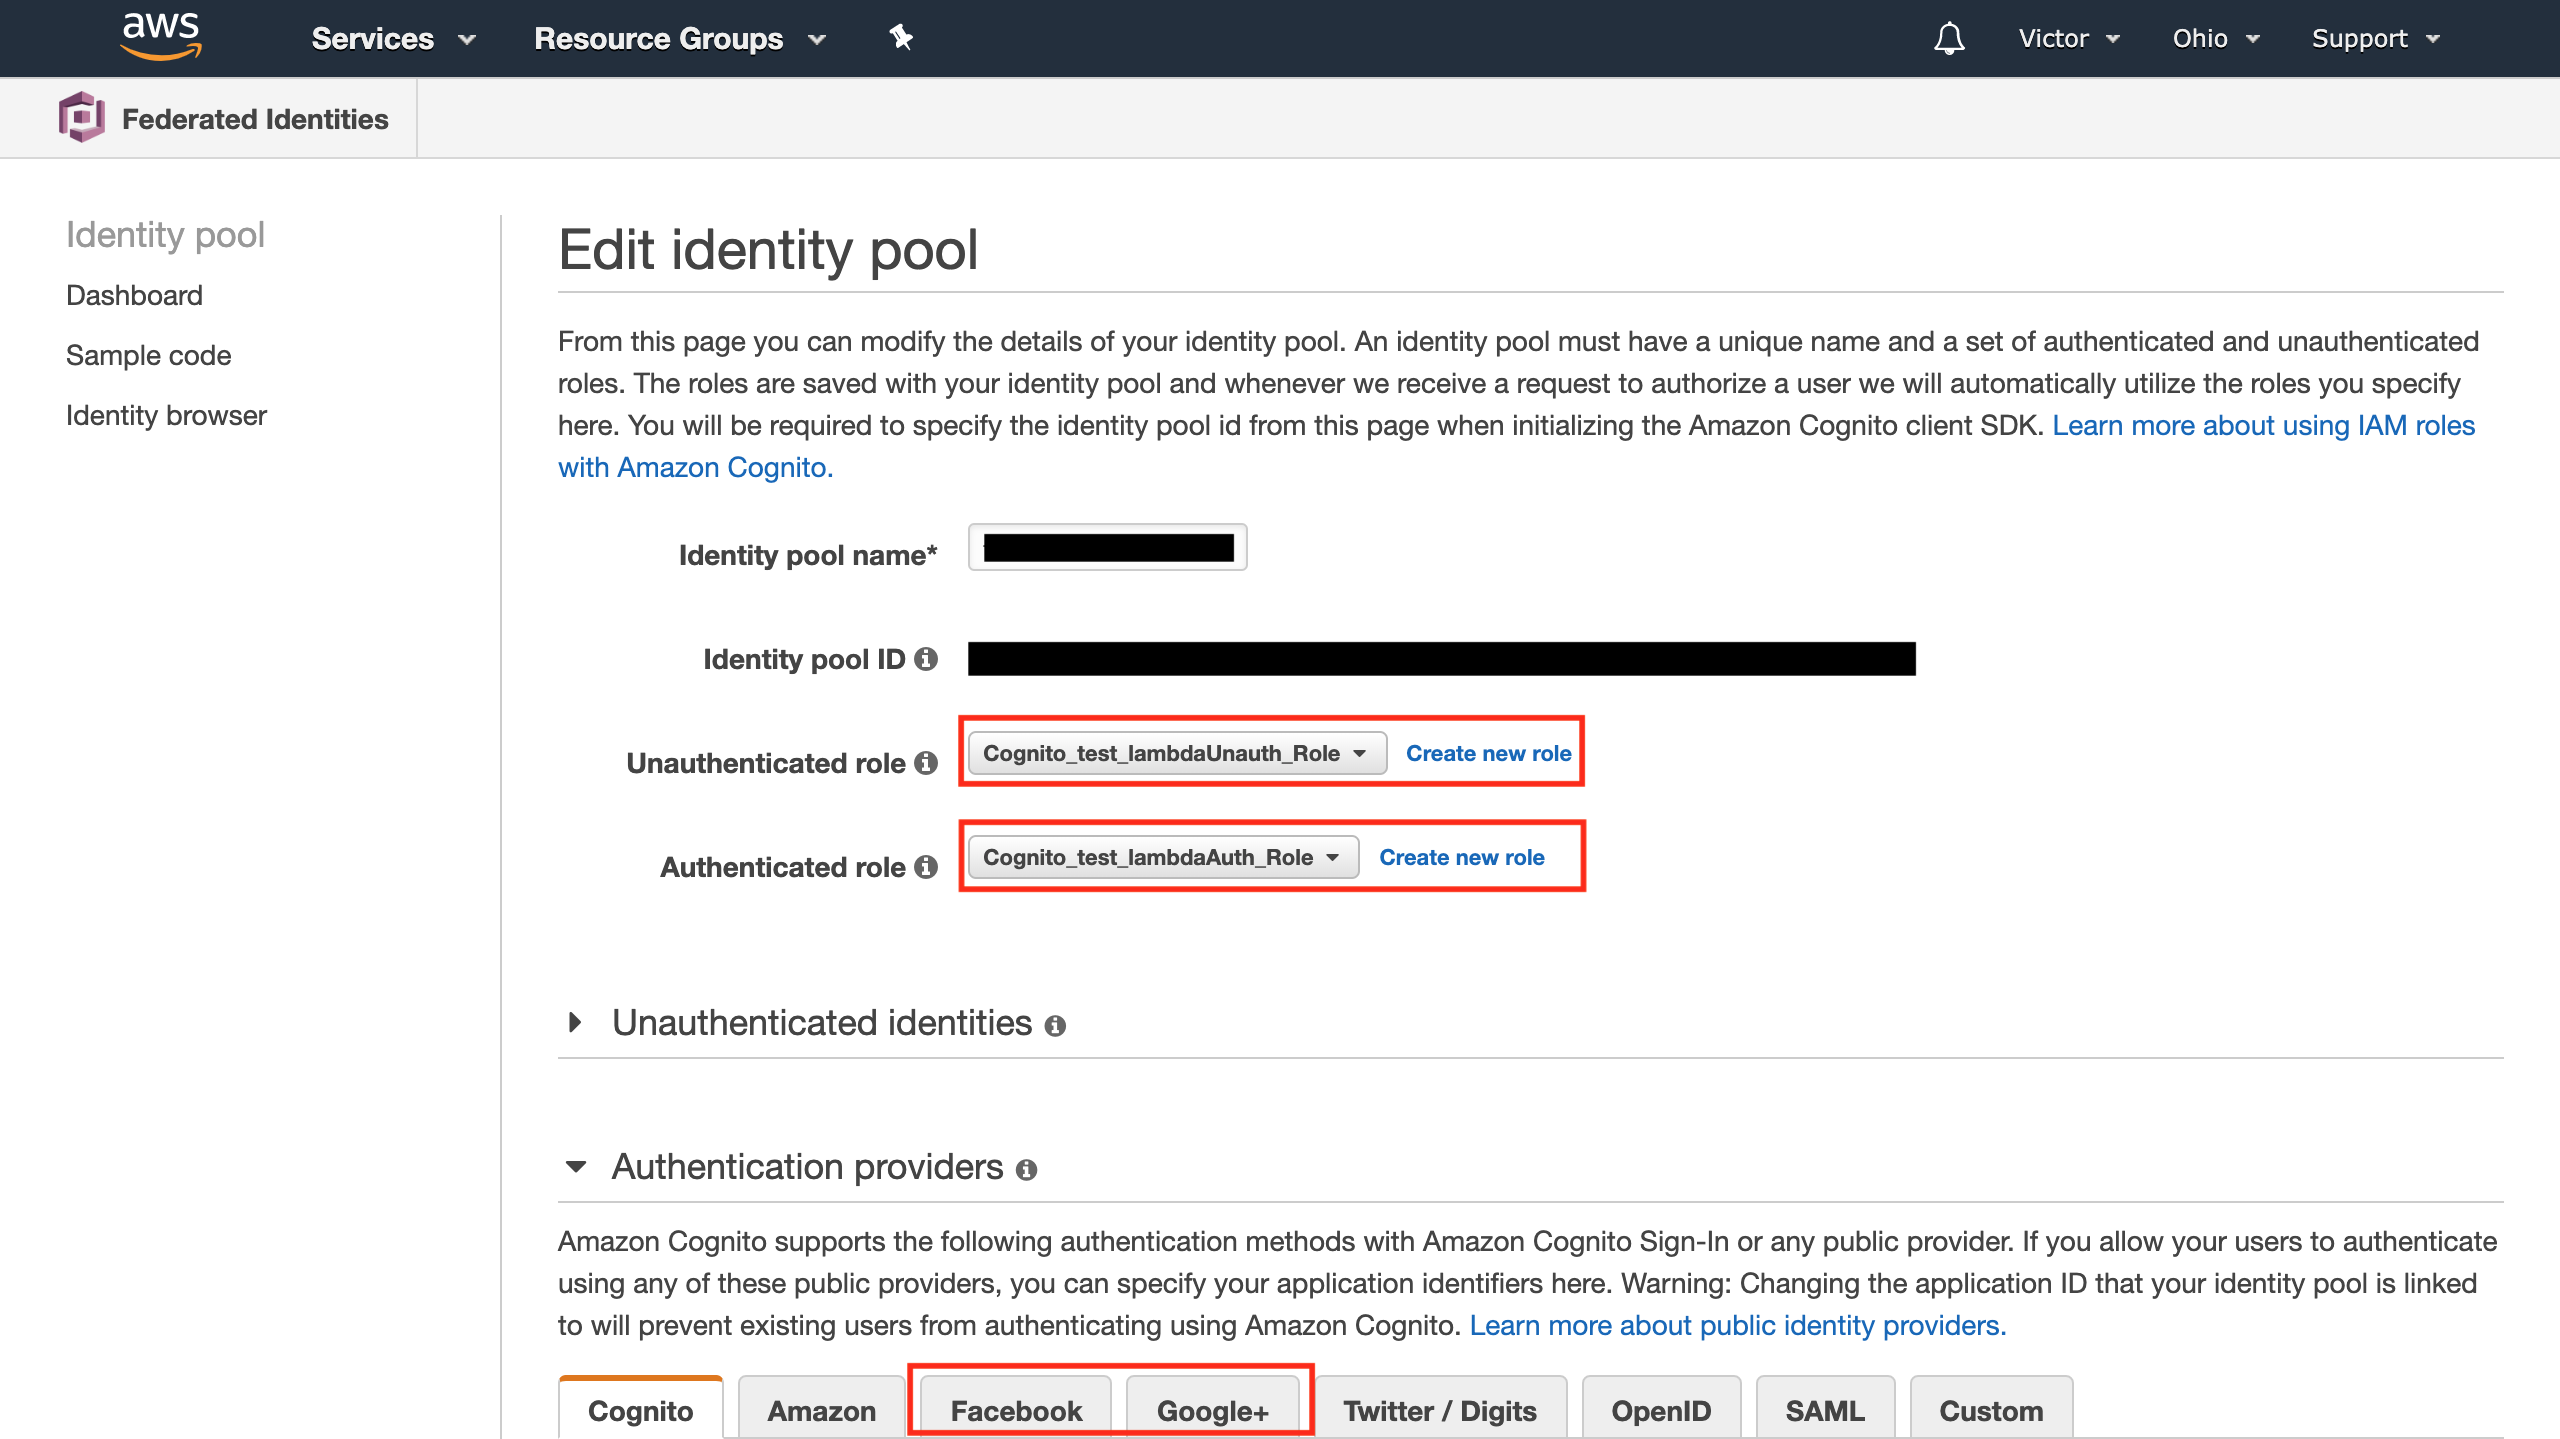 aws Services Resource Groups Victor Ohio Support
Federated Identities
Identity pool
Dashboard
Sample code
Identity browser
Edit identity pool
From this page you can modify the details of your identity pool. An identity pool must have a unique name and a set of authenticated and unauthenticated
roles. The roles are saved with your identity pool and whenever we receive a request to authorize a user we will automatically utilize the roles you specify
here. You will be required to specify the identity pool id from this page when initializing the Amazon Cognito client SDK. Learn more about using IAM roles
with Amazon Cognito.
Identity pool name*
Identity pool ID
Unauthenticated role Cognito_test_lambdaUnauth_Role Create new role
Authenticated role Cognito_test_lambdaAuth_Role Create new role
Unauthenticated identities
Authentication providers
Amazon Cognito supports the following authentication methods with Amazon Cognito Sign-In or any public provider. If you allow your users to authenticate
using any of these public providers, you can specify your application identifiers here. Warning: Changing the application ID that your identity pool is linked
to will prevent existing users from authenticating using Amazon Cognito. Learn more about public identity providers.
Cognito Amazon Facebook Google+ Twitter / Digits OpenID SAML Custom